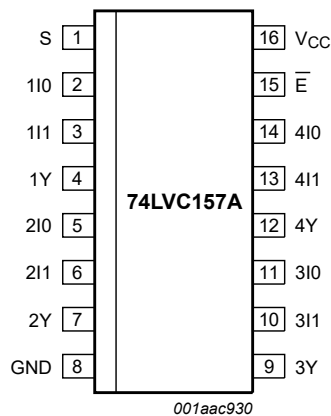 S 1 16 VCC
1I0 2 15 E̅
1I1 3 14 4I0
1Y 4 13 4I1
74LVC157A
2I0 5 12 4Y
2I1 6 11 3I0
2Y 7 10 3I1
GND 8 9 3Y
001aac930